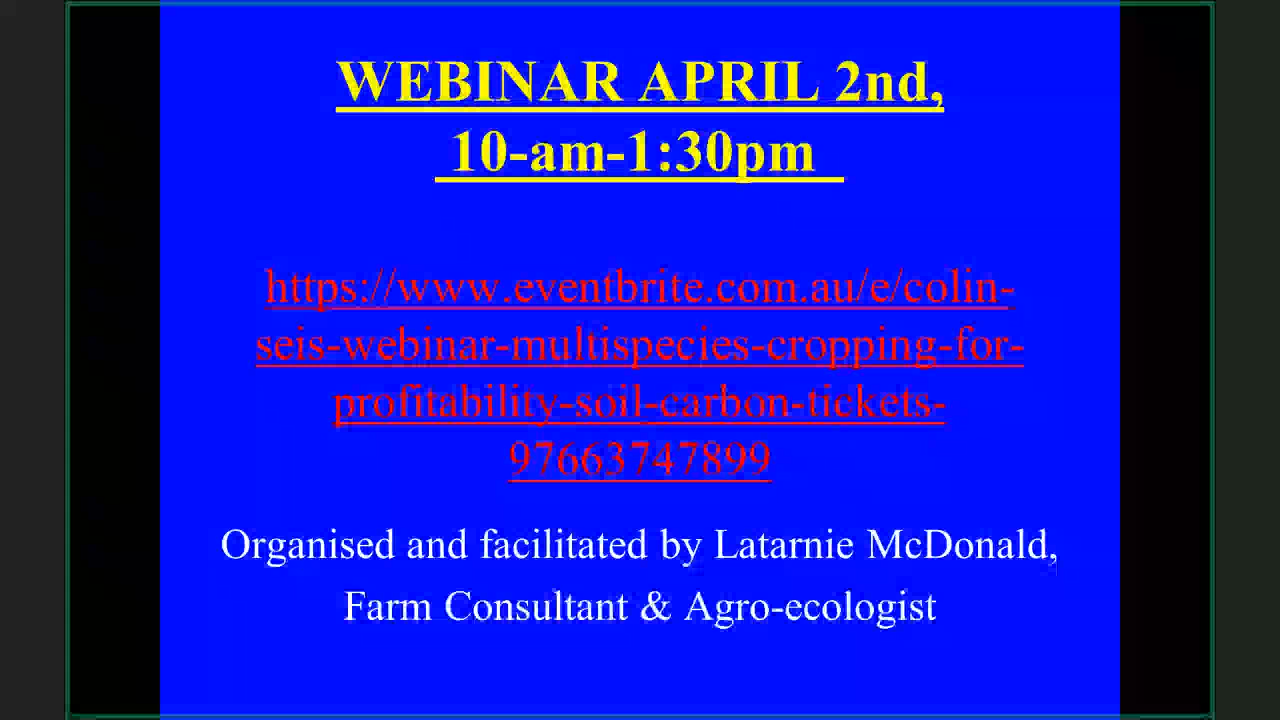 WEBINAR APRIL 2nd,
10-am-1:30pm
https://www.eventbrite.com.au/e/colin-
seis-webinar-multispecies-cropping-for-
profitability-soil-carbon-tickets-
97663747899
Organised and facilitated by Latarnie McDonald,
Farm Consultant & Agro-ecologist